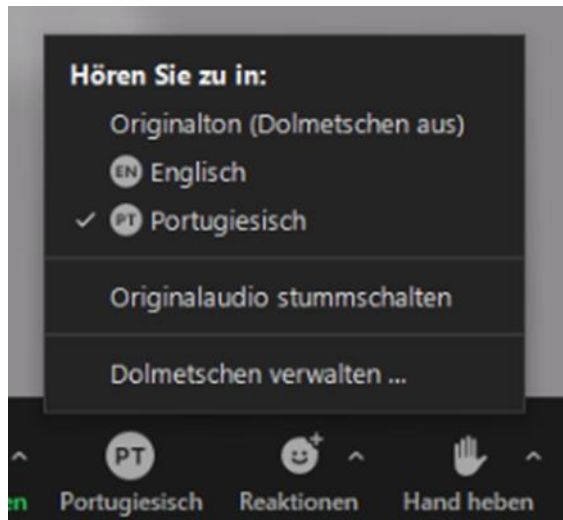 Hören Sie zu in:
Originalton (Dolmetschen aus)
EN Englisch
PT Portugiesisch
Originalaudio stummschalten
Dolmetschen verwalten ...
PT
en Portugiesisch Reaktionen Hand heben